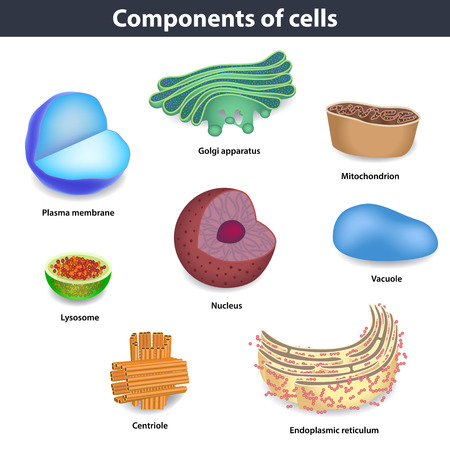 Components of cells
Golgi apparatus
Mitochondrion
Plasma membrane
Nucleus
Vacuole
Lysosome
Centriole
Endoplasmic reticulum